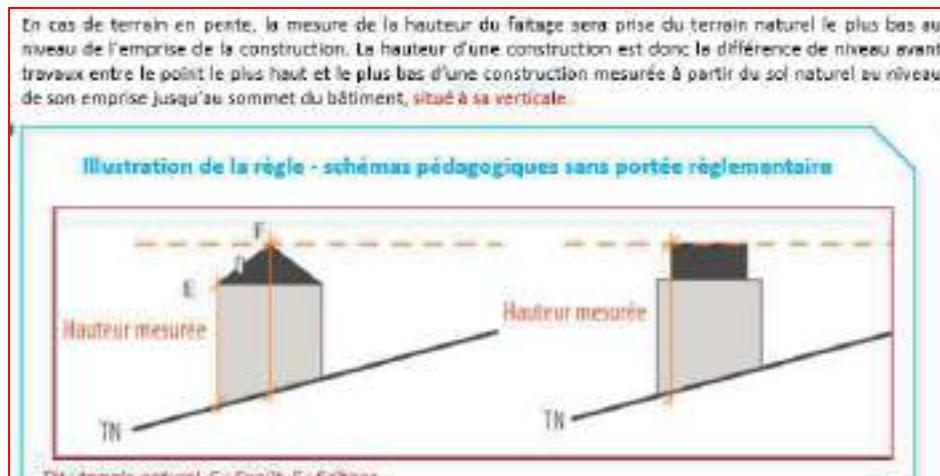 En cas de terrain en pente, la mesure de la hauteur du faitage sera prise du terrain naturel le plus bas au
niveau de l'emprise de la construction. La hauteur d'une construction est donc la différence de niveau avant
travaux entre le point le plus haut et le plus bas d'une construction mesurée à partir du sol naturel au niveau
de son emprise jusqu'au sommet du bâtiment, situé à sa verticale.
Illustration de la règle - schémas pédagogiques sans portée règlementaire
F
E
Hauteur mesurée
TN
Hauteur mesurée
TN